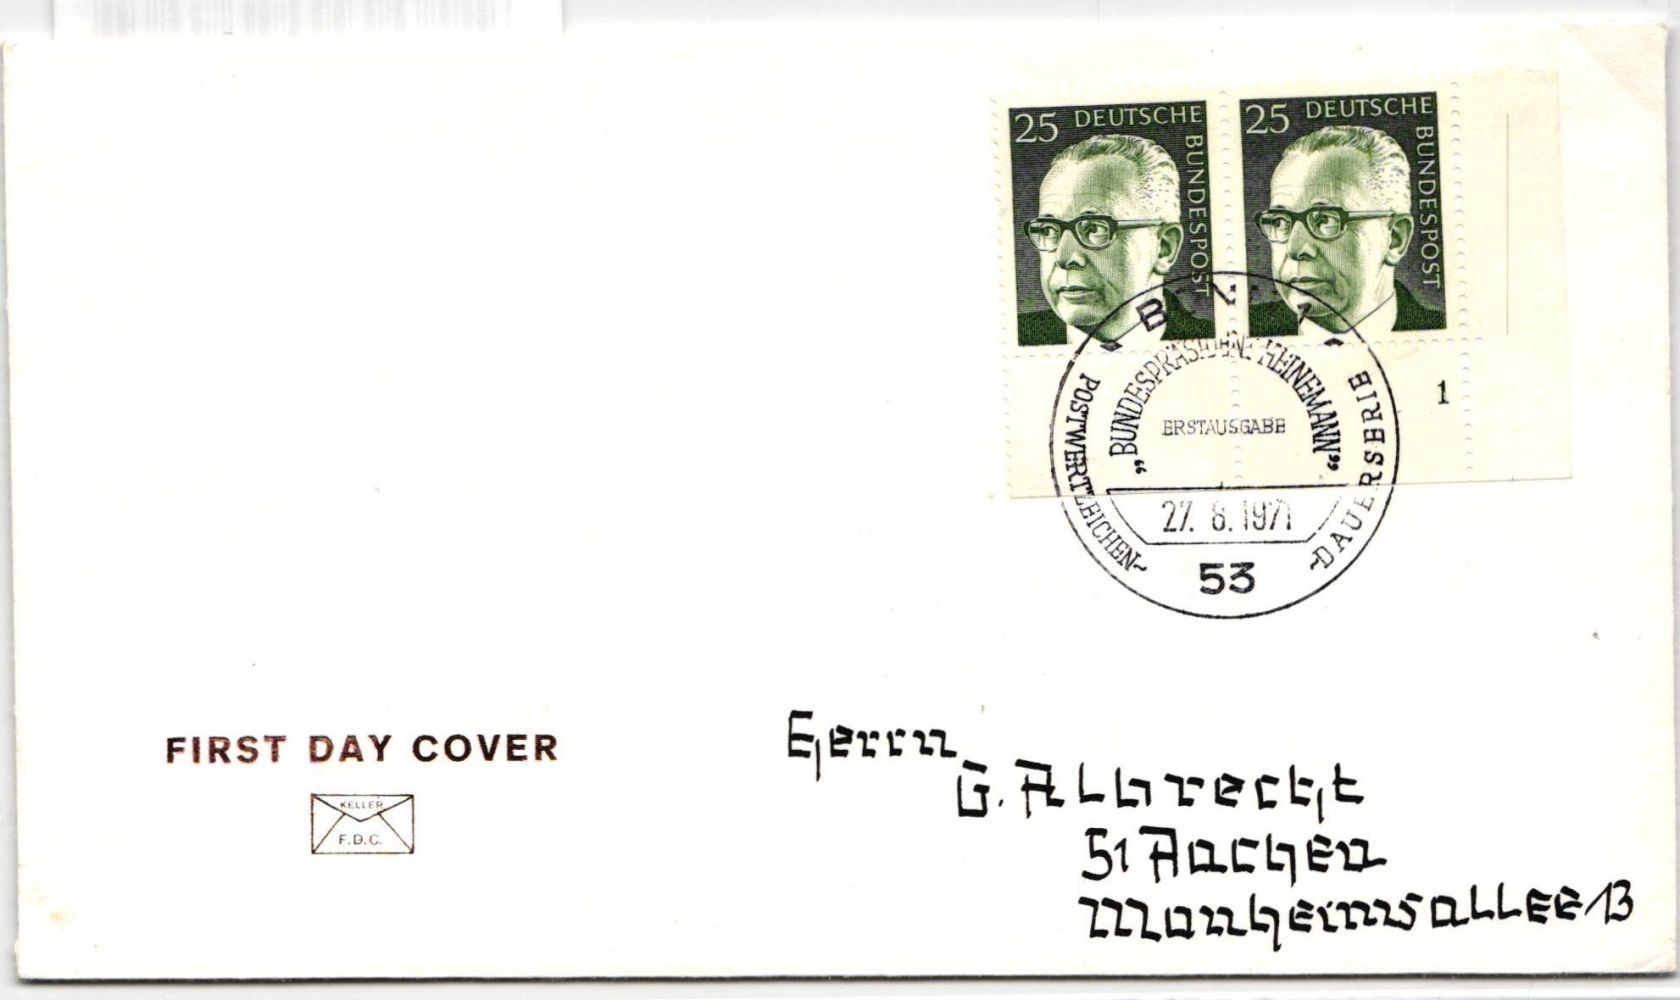 25 DEUTSCHE BUNDESPOST
25 DEUTSCHE BUNDESPOST
1
POSTWERTZEICHEN~
~DAUERSERIE
„BUNDESPRÄSIDENT HEINEMANN”
ERSTAUSGABE
27. 8. 1971
53
FIRST DAY COVER
KELLER
F.D.C.
Herrn
G. Albrecht
51 Aachen
allee 13